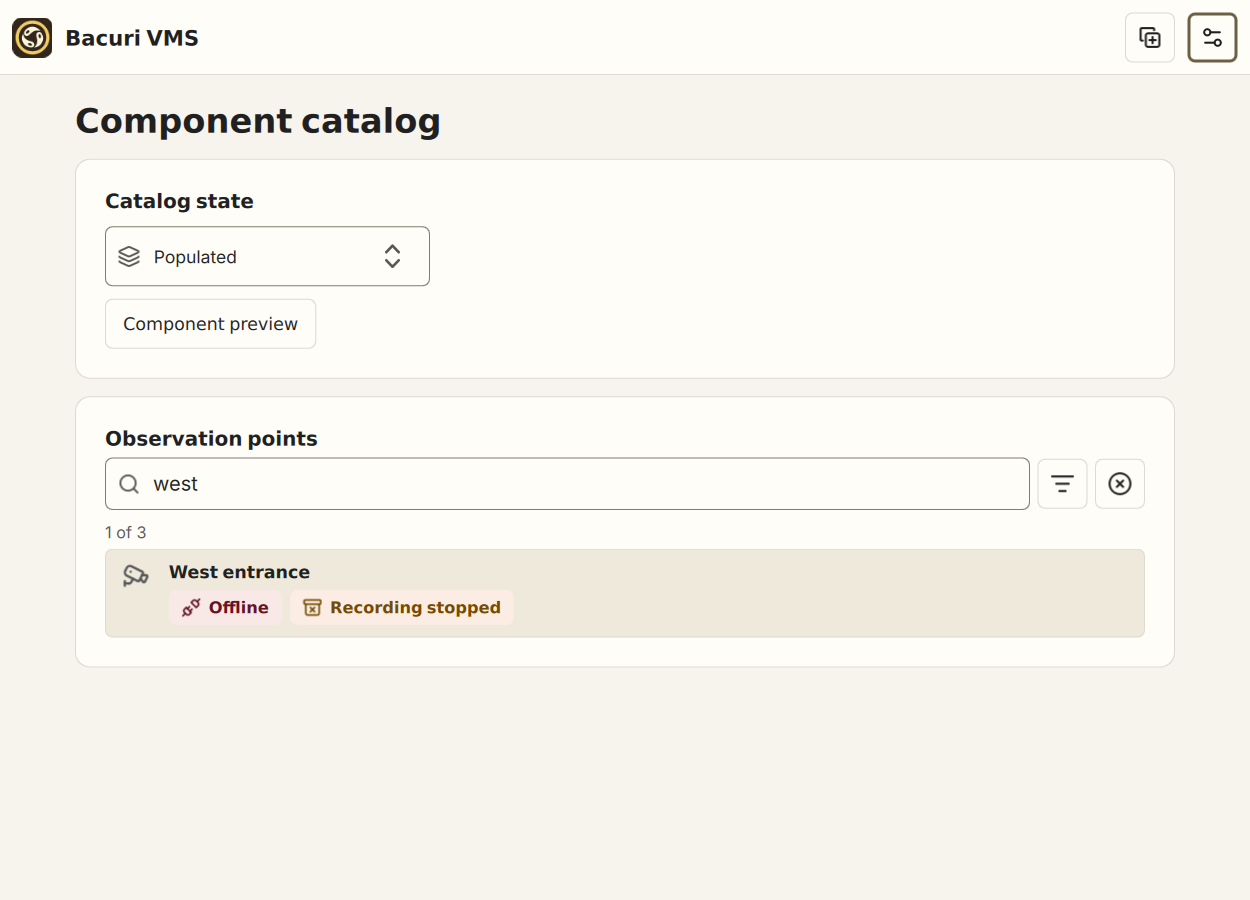 Bacuri VMS
Component catalog
Catalog state
Populated
Component preview
Observation points
west
1 of 3
West entrance
Offline
Recording stopped